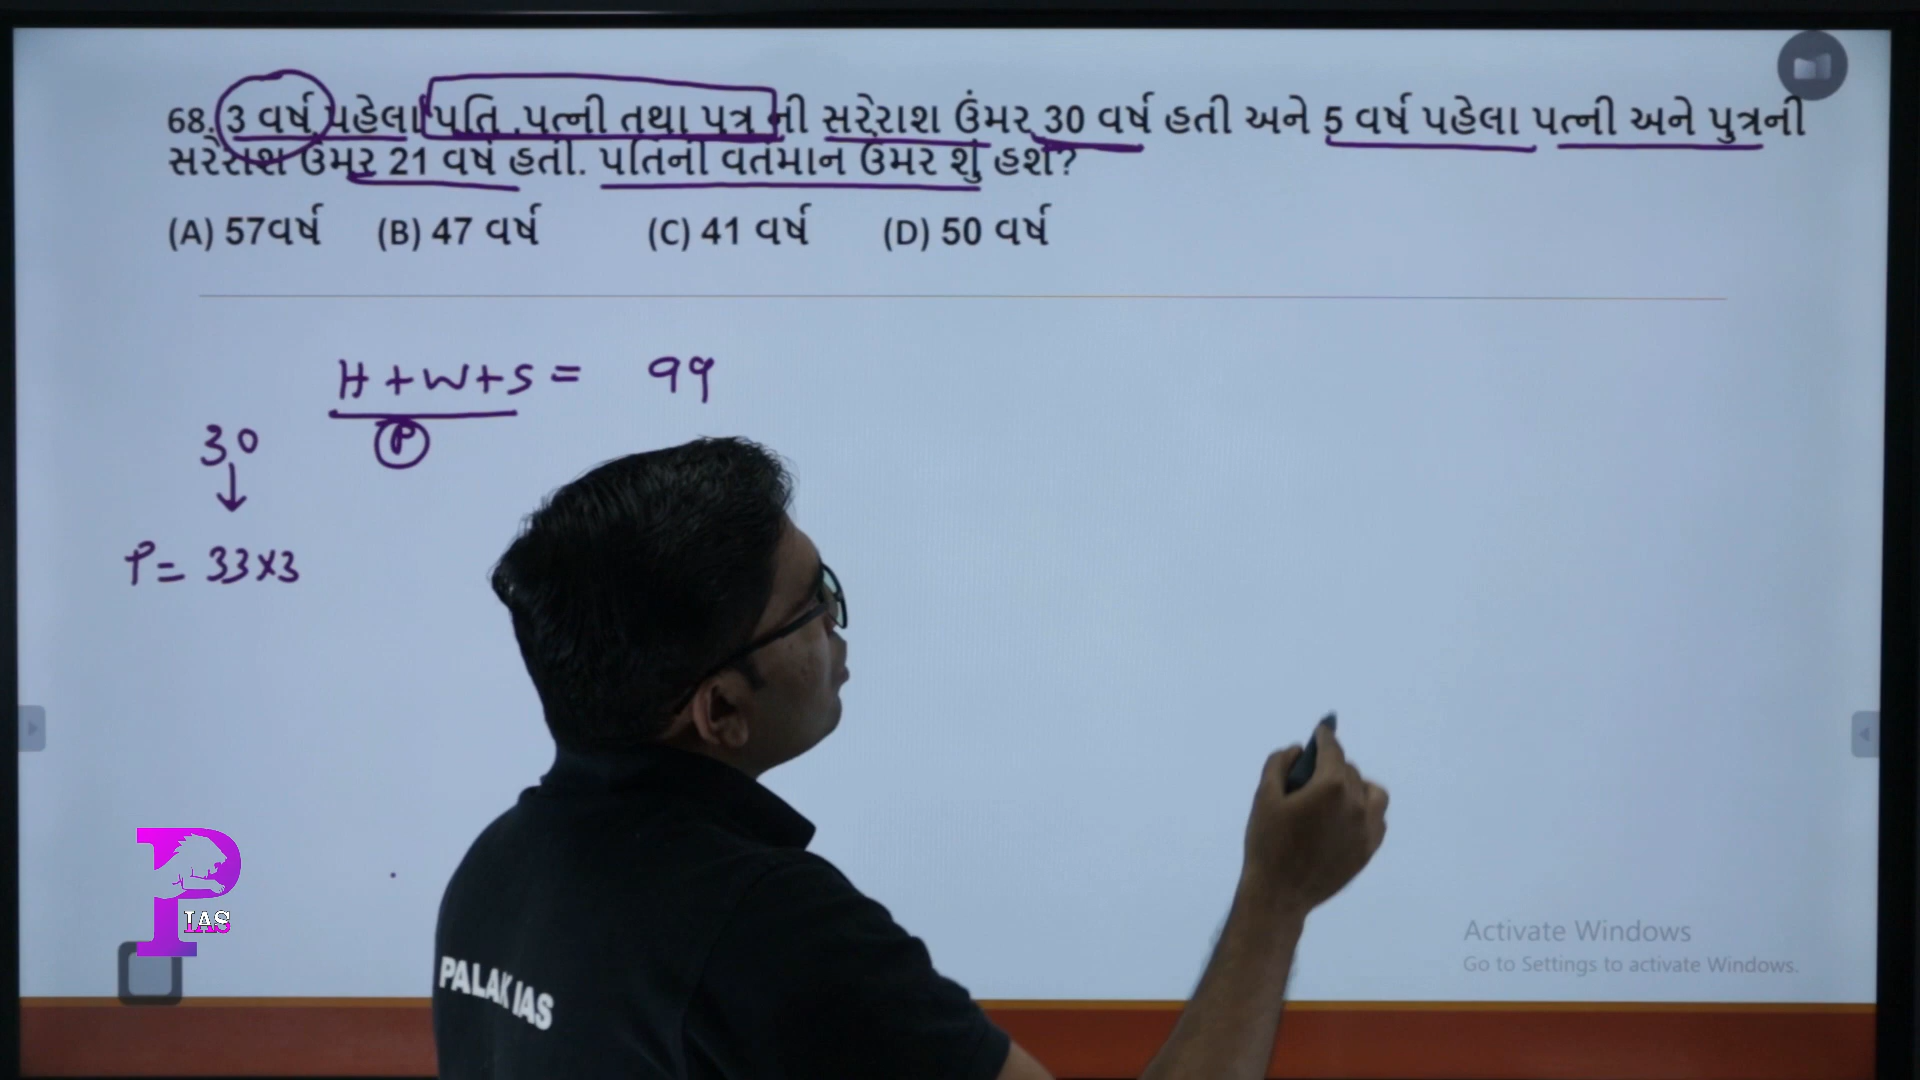 68. 3 વર્ષ પહેલા પતિ ,પત્ની તથા પત્ર ની સરેરાશ ઉંમર 30 વર્ષ હતી અને 5 વર્ષ પહેલા પત્ની અને પુત્રની
સરેરાશ ઉંમર 21 વર્ષ હતી. પતિની વર્તમાન ઉંમર શું હશે?
(A) 57વર્ષ (B) 47 વર્ષ (C) 41 વર્ષ (D) 50 વર્ષ
H+W+S = 99
P
30
P = 33×3
P IAS
PALAK IAS
Activate Windows
Go to Settings to activate Windows.